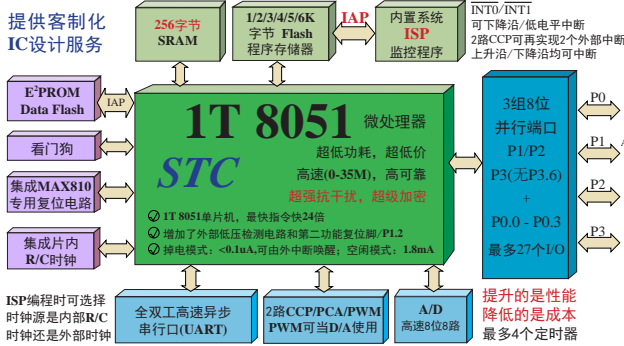 提供客制化
IC设计服务
256字节
SRAM
1/2/3/4/5/6K
字节 Flash
程序存储器
IAP
内置系统
ISP
监控程序
INT0/INT1
可下降沿/低电平中断
2路CCP可再实现2个外部中断
上升沿/下降沿均可中断
E²PROM
Data Flash
IAP
看门狗
集成MAX810
专用复位电路
集成片内
R/C时钟
1T 8051 微处理器
STC
超低功耗，超低价
高速(0-35M)，高可靠
超强抗干扰，超级加密
1T 8051单片机，最快指令快24倍
增加了外部低压检测电路和第二功能复位脚/P1.2
掉电模式：<0.1uA,可由外中断唤醒；空闲模式：1.8mA
3组8位
并行端口
P1/P2
P3(无P3.6)
+
P0.0 - P0.3
最多27个I/O
P0
P1
P2
P3
ISP编程时可选择
时钟源是内部R/C
时钟还是外部时钟
全双工高速异步
串行口(UART)
2路CCP/PCA/PWM
PWM可当D/A使用
A/D
高速8位8路
提升的是性能
降低的是成本
最多4个定时器